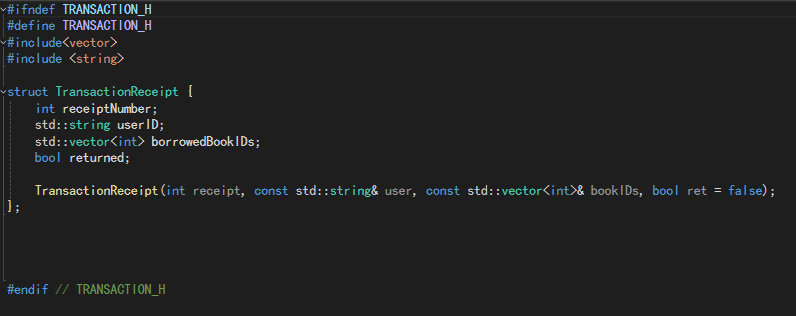 #ifndef TRANSACTION_H
#define TRANSACTION_H
#include<vector>
#include <string>
struct TransactionReceipt {
int receiptNumber;
std::string userID;
std::vector<int> borrowedBookIDs;
bool returned;
TransactionReceipt(int receipt, const std::string& user, const std::vector<int>& bookIDs, bool ret = false);
};
#endif // TRANSACTION_H